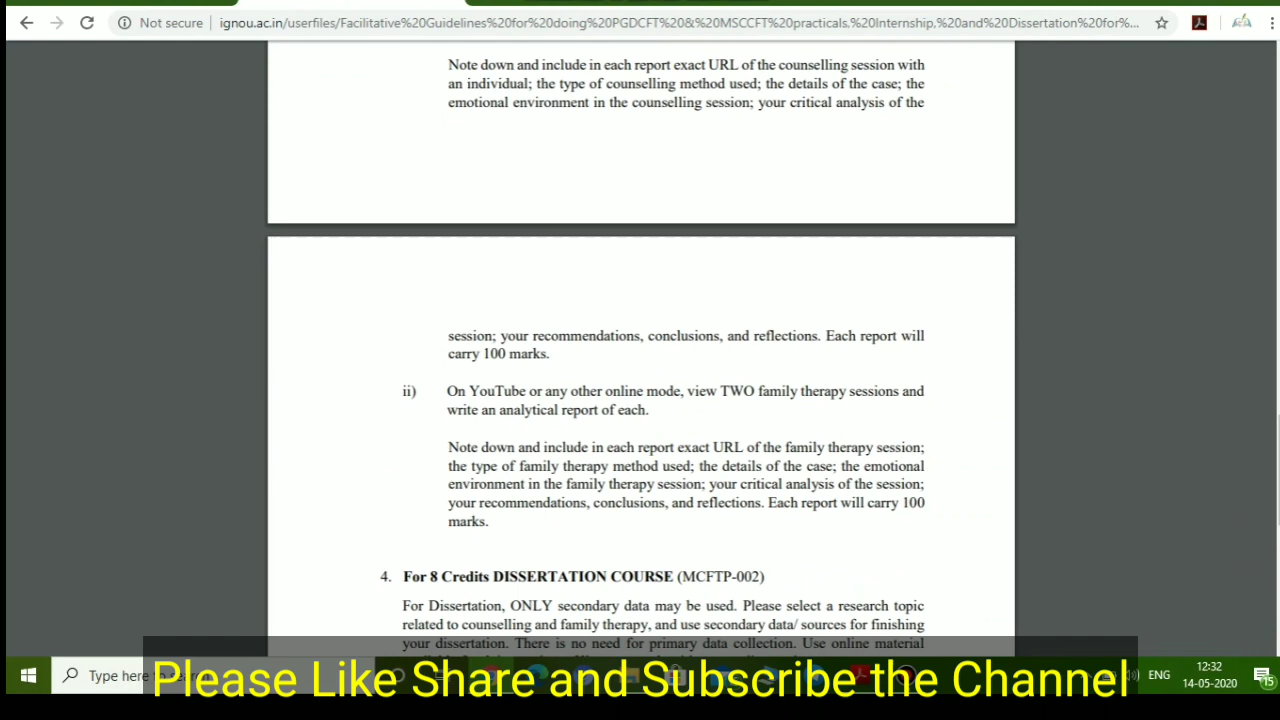 Not secure | ignou.ac.in/userfiles/Facilitative%20Guidelines%20for%20doing%20PGDCFT%20&%20MSCCFT%20practicals,%20Internship,%20and%20Dissertation%20for%...
Note down and include in each report exact URL of the counselling session with
an individual; the type of counselling method used; the details of the case; the
emotional environment in the counselling session; your critical analysis of the
session; your recommendations, conclusions, and reflections. Each report will
carry 100 marks.
ii) On YouTube or any other online mode, view TWO family therapy sessions and
write an analytical report of each.
Note down and include in each report exact URL of the family therapy session;
the type of family therapy method used; the details of the case; the emotional
environment in the family therapy session; your critical analysis of the session;
your recommendations, conclusions, and reflections. Each report will carry 100
marks.
4. For 8 Credits DISSERTATION COURSE (MCFTP-002)
For Dissertation, ONLY secondary data may be used. Please select a research topic
related to counselling and family therapy, and use secondary data/ sources for finishing
your dissertation. There is no need for primary data collection. Use online material
Type here
Please Like Share and Subscribe the Channel
ENG
12:32
14-05-2020
15